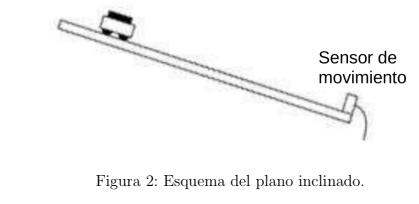 Sensor de
movimiento
Figura 2: Esquema del plano inclinado.